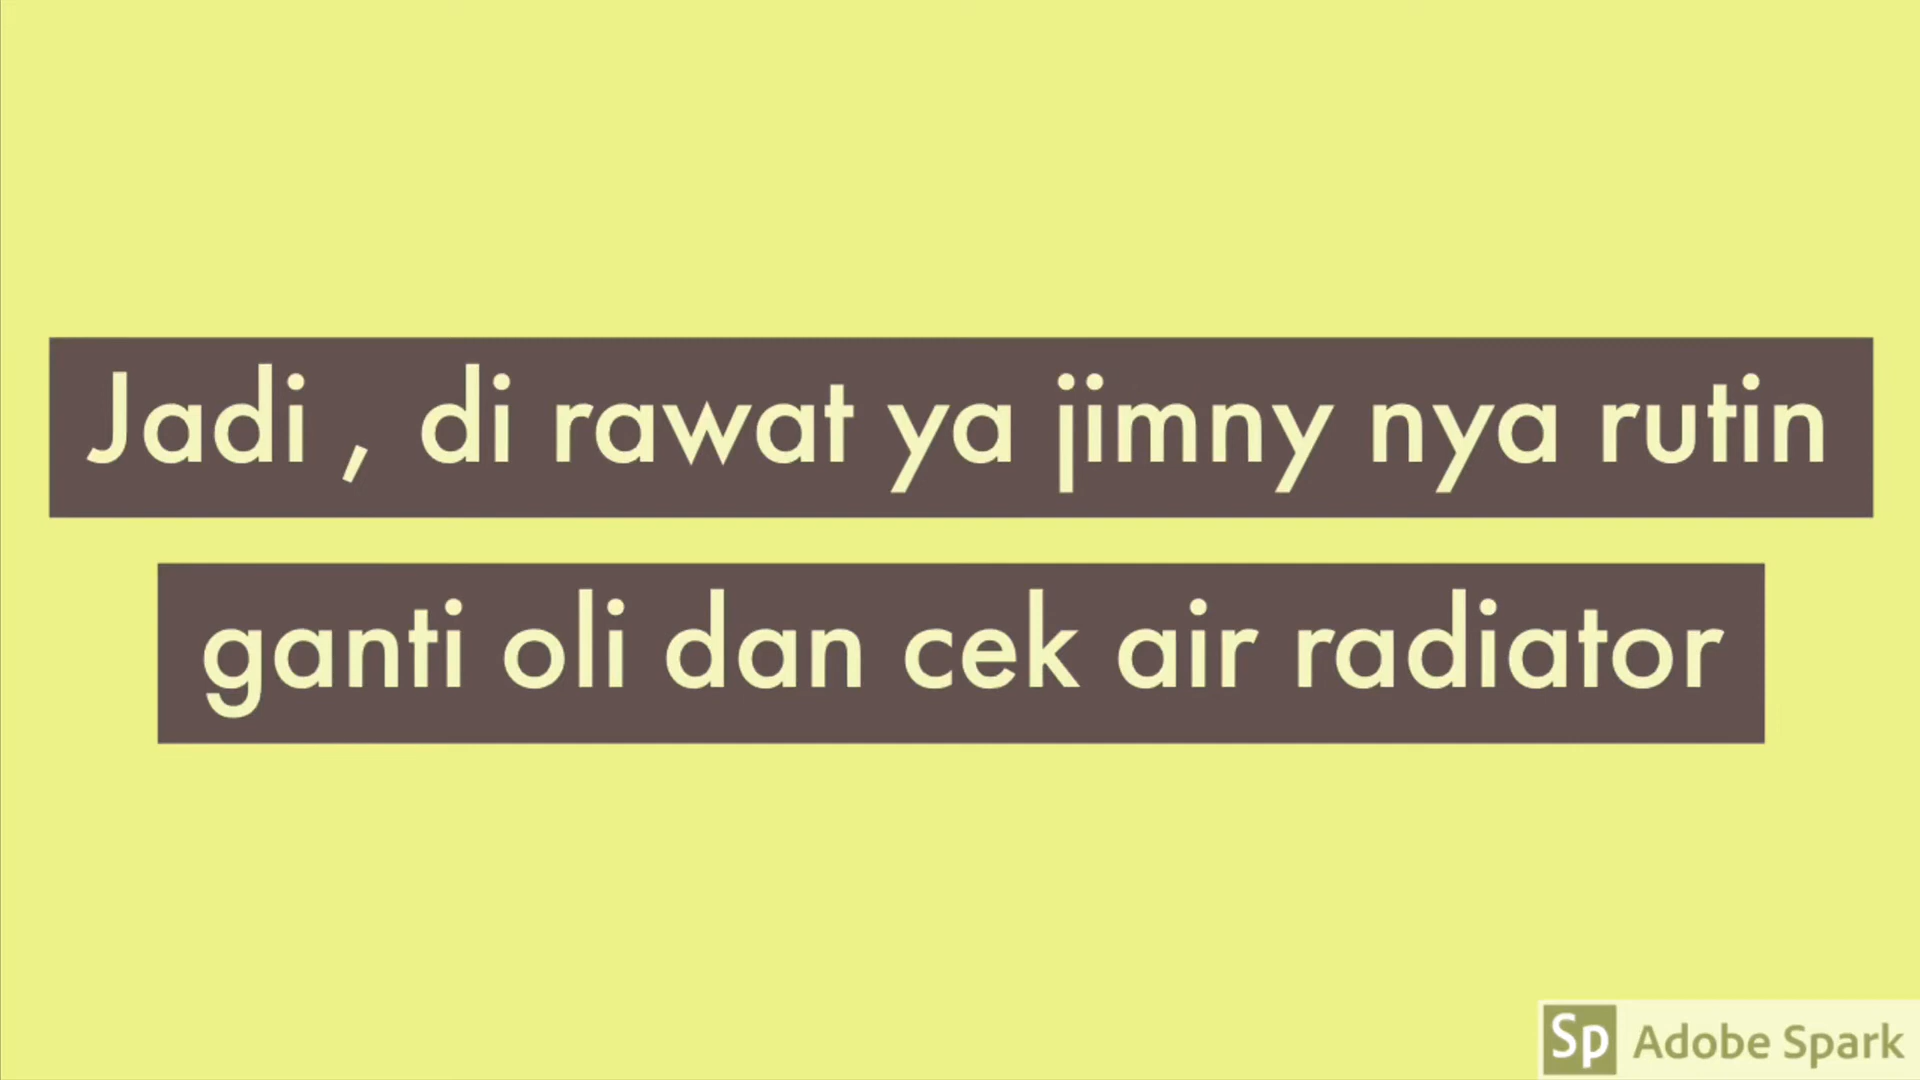 Jadi , di rawat ya jimny nya rutin
ganti oli dan cek air radiator
Sp Adobe Spark